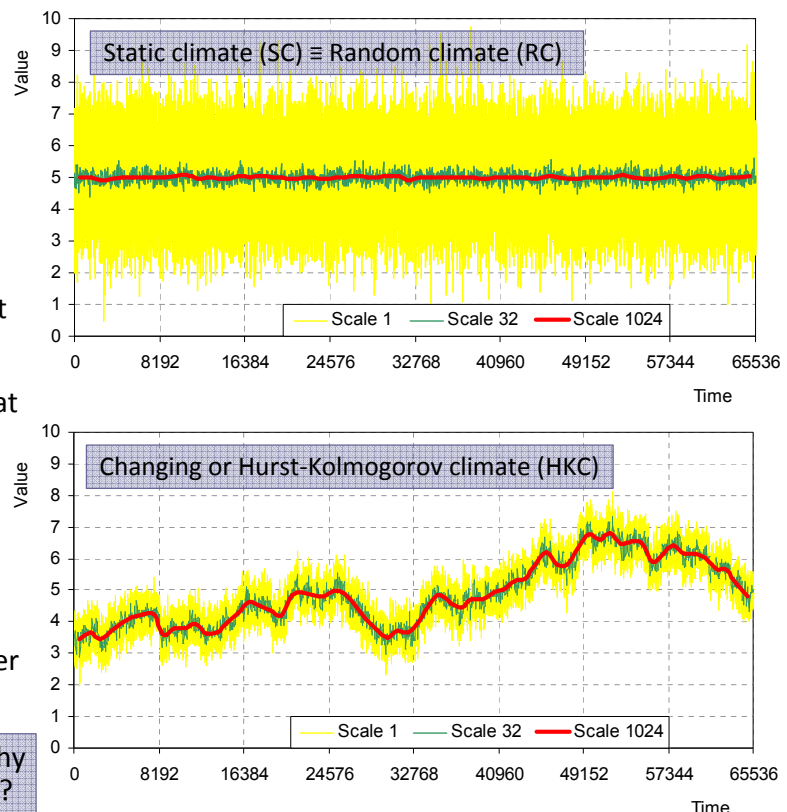 10
Static climate (SC) ≡ Random climate (RC)
Value
9
8
7
6
5
4
3
2
1
0
Scale 1 Scale 32 Scale 1024
0 8192 16384 24576 32768 40960 49152 57344 65536
Time
t
at
er
hy
?
10
Changing or Hurst-Kolmogorov climate (HKC)
Value
9
8
7
6
5
4
3
2
1
0
Scale 1 Scale 32 Scale 1024
0 8192 16384 24576 32768 40960 49152 57344 65536
Time